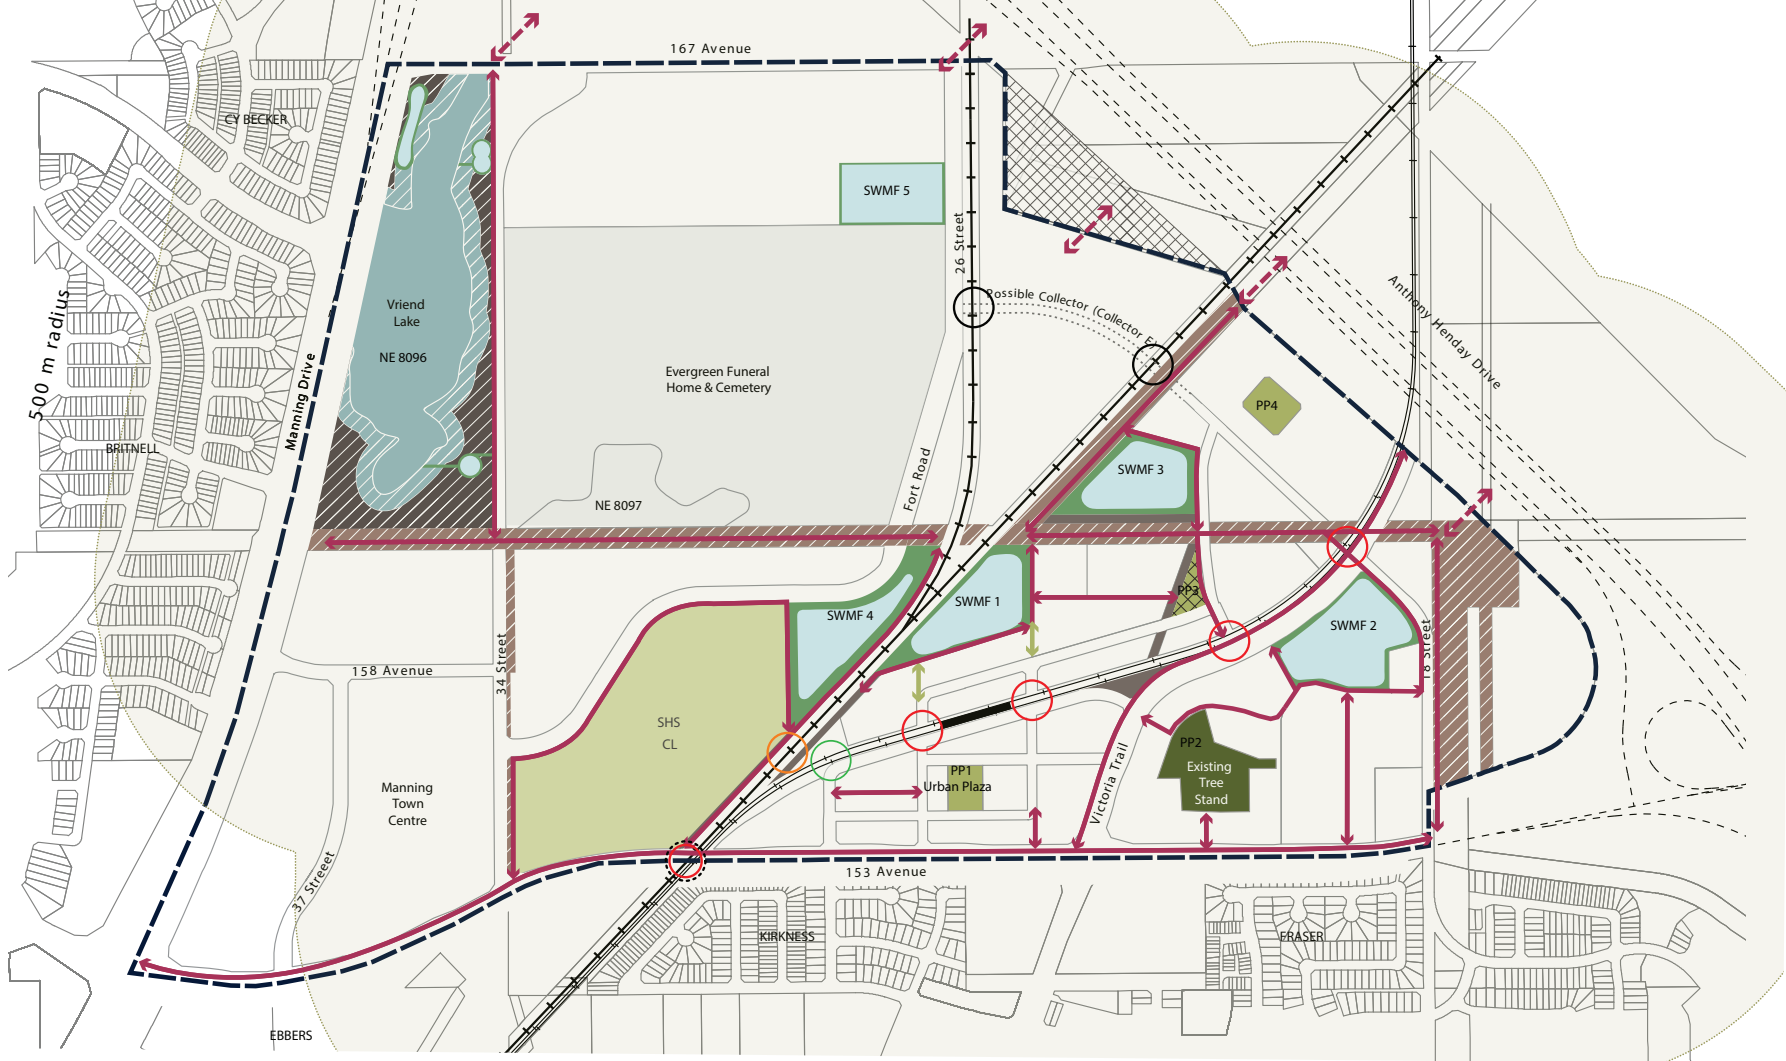 167 Avenue
CY BECKER
SWMF 5
26 Street
500 m radius
Vriend
Lake
NE 8096
Manning Drive
Possible Collector (Collector E)
Anthony Henday Drive
Evergreen Funeral
Home & Cemetery
PP4
BRITNELL
SWMF 3
Fort Road
NE 8097
PP3
SWMF 1
SWMF 4
SWMF 2
34 Street
18 Street
158 Avenue
SHS
CL
PP2
Existing
Tree
Stand
PP1
Urban Plaza
Victoria Trail
Manning
Town
Centre
37 Street
153 Avenue
KIRKNESS
FRASER
EBBERS